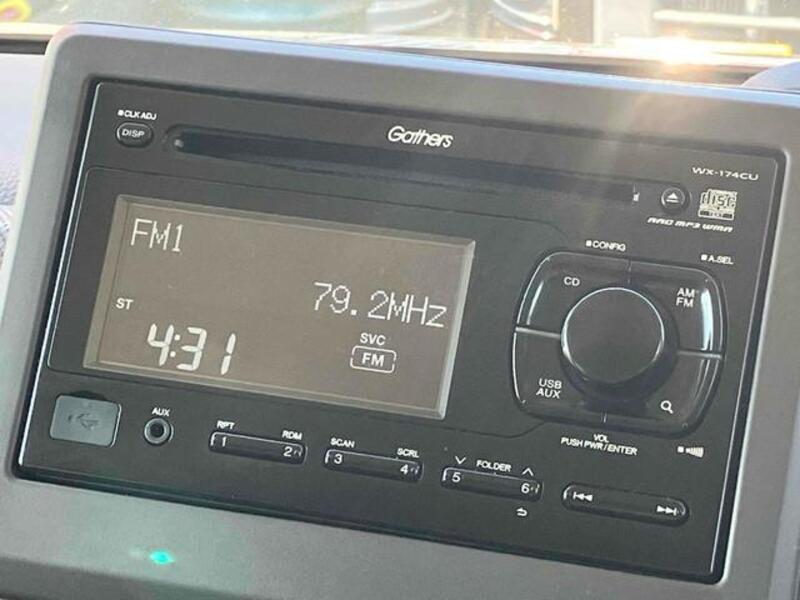 CLK ADJ
DISP
Gathers
WX-174CU
disc
TEXT
AAC MP3 WMA
FM1
79.2MHz
ST
4:31
SVC
FM
CONFIG
A.SEL
CD
AM
FM
USB
AUX
VOL
PUSH PWR/ENTER
AUX
RPT
RDM
1
2
SCAN
SCRL
3
4
FOLDER
5
6